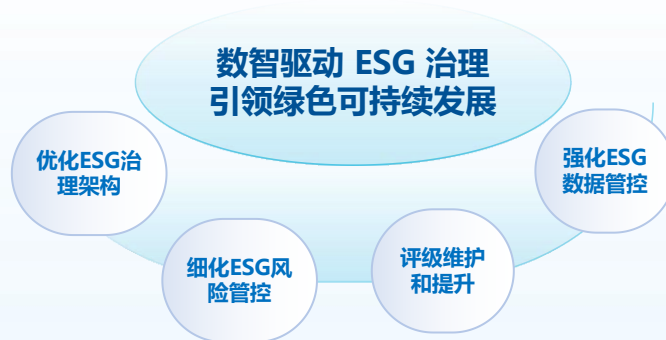 数智驱动 ESG 治理
引领绿色可持续发展
优化ESG治
理架构
细化ESG风
险管控
评级维护
和提升
强化ESG
数据管控